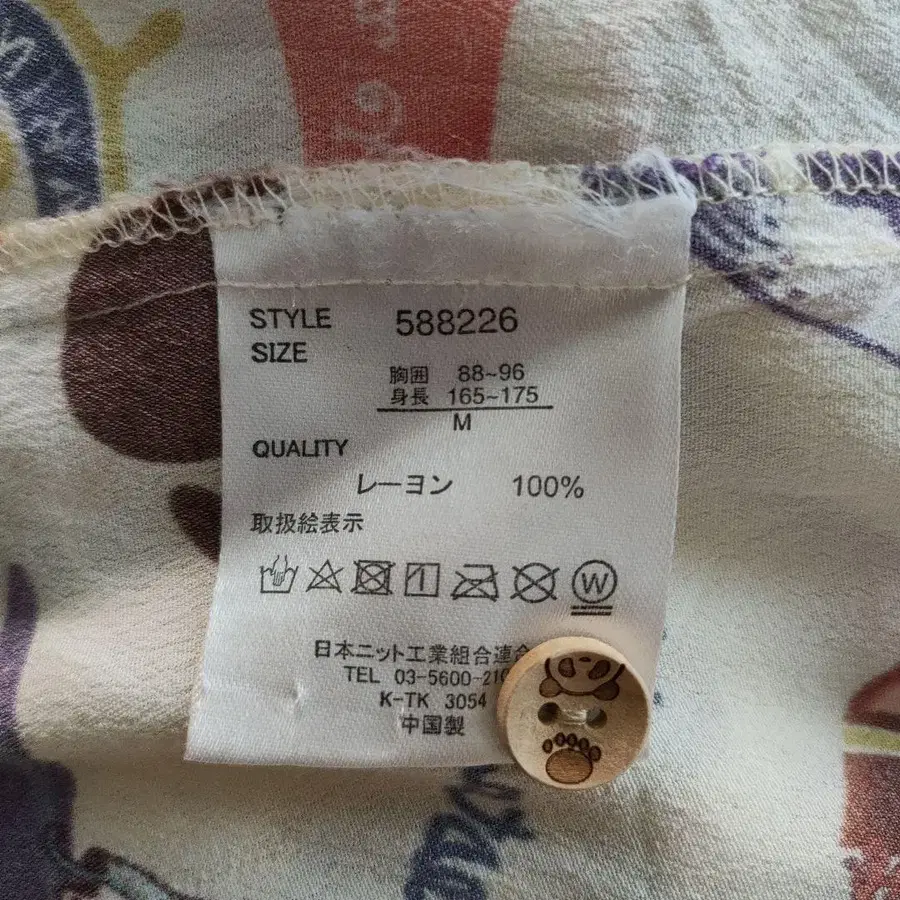 STYLE 588226
SIZE
胸囲 88~96
身長 165~175
M
QUALITY
レーヨン 100%
取扱絵表示
W
日本ニット工業組合連合
TEL 03-5600-210
K-TK 3054
中国製